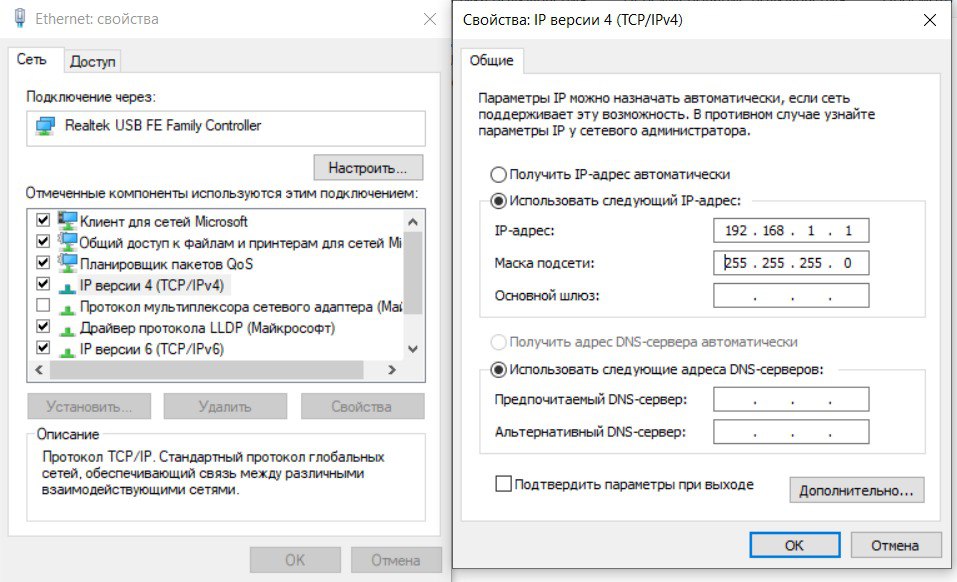 Ethernet: свойства
Сеть
Доступ
Подключение через:
Realtek USB FE Family Controller
Настроить...
Отмеченные компоненты используются этим подключением:
Клиент для сетей Microsoft
Общий доступ к файлам и принтерам для сетей Mi
Планировщик пакетов QoS
IP версии 4 (TCP/IPv4)
Протокол мультиплексора сетевого адаптера (Май
Драйвер протокола LLDP (Майкрософт)
IP версии 6 (TCP/IPv6)
Установить...
Удалить
Свойства
Описание
Протокол TCP/IP. Стандартный протокол глобальных
сетей, обеспечивающий связь между различными
взаимодействующими сетями.
OK
Отмена
Свойства: IP версии 4 (TCP/IPv4)
Общие
Параметры IP можно назначать автоматически, если сеть
поддерживает эту возможность. В противном случае узнайте
параметры IP у сетевого администратора.
Получить IP-адрес автоматически
Использовать следующий IP-адрес:
IP-адрес: 192 . 168 . 1 . 1
Маска подсети: 255 . 255 . 255 . 0
Основной шлюз: . . .
Получить адрес DNS-сервера автоматически
Использовать следующие адреса DNS-серверов:
Предпочитаемый DNS-сервер: . . .
Альтернативный DNS-сервер: . . .
Подтвердить параметры при выходе
Дополнительно...
OK
Отмена